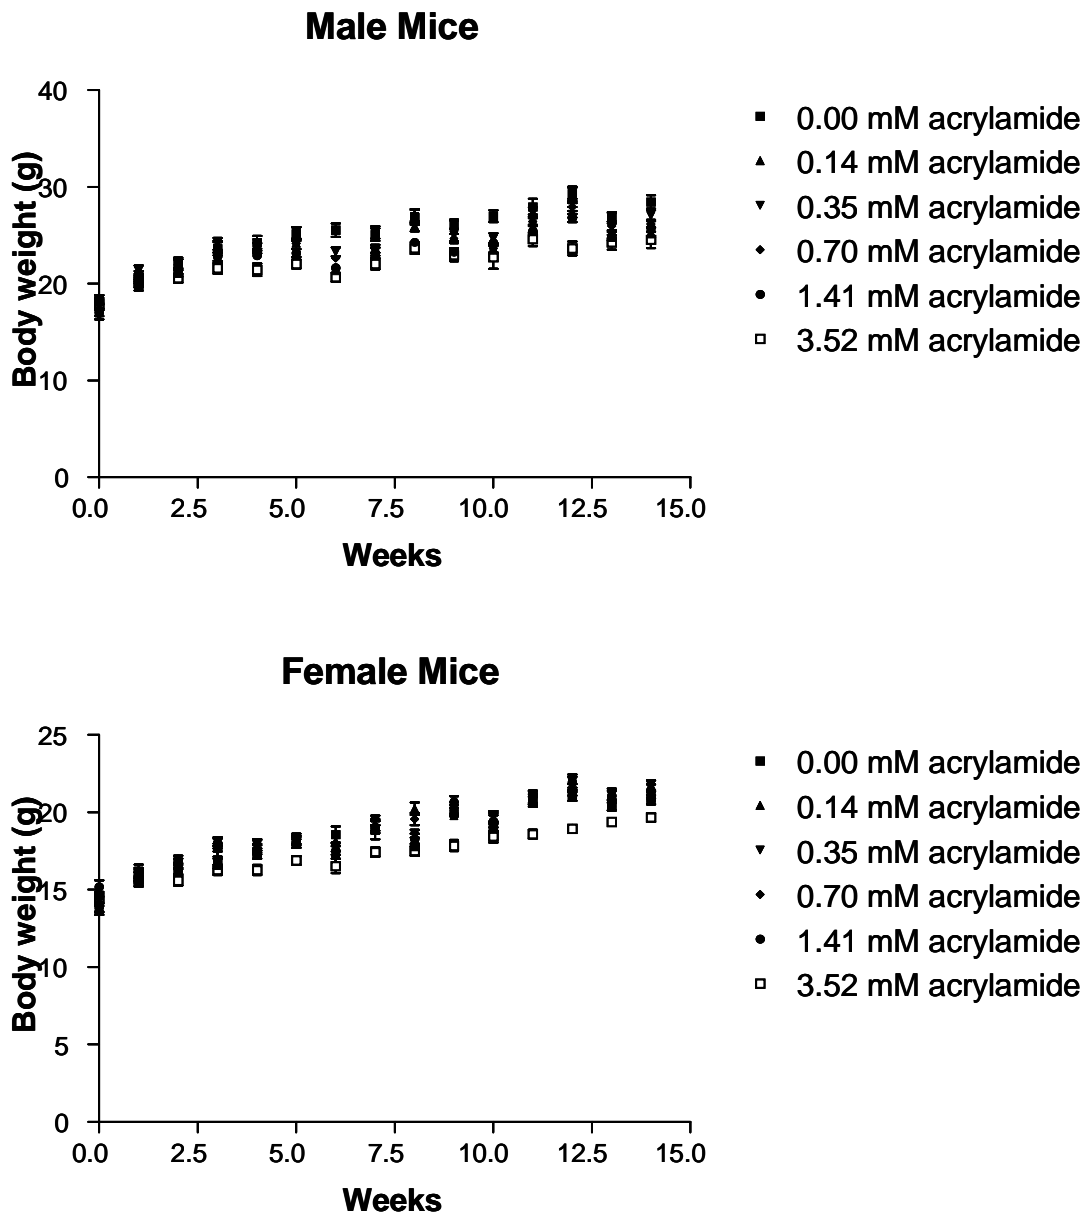 Male Mice
40
30
20
10
0
Body weight (g)
0.0 2.5 5.0 7.5 10.0 12.5 15.0
Weeks
0.00 mM acrylamide
0.14 mM acrylamide
0.35 mM acrylamide
0.70 mM acrylamide
1.41 mM acrylamide
3.52 mM acrylamide
Female Mice
25
20
15
10
5
0
Body weight (g)
0.0 2.5 5.0 7.5 10.0 12.5 15.0
Weeks
0.00 mM acrylamide
0.14 mM acrylamide
0.35 mM acrylamide
0.70 mM acrylamide
1.41 mM acrylamide
3.52 mM acrylamide